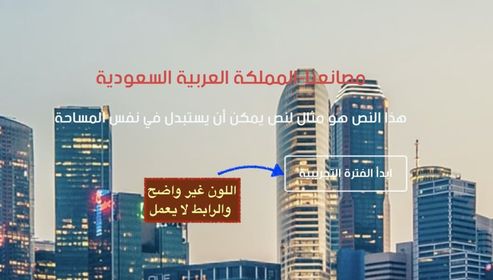 وصانعنا المملكة العربية السعودية
هذا النص هو مثال لنص يمكن أن يستبدل في نفس المساحة
ابدأ الفترة التجريبية
اللون غير واضح
والرابط لا يعمل